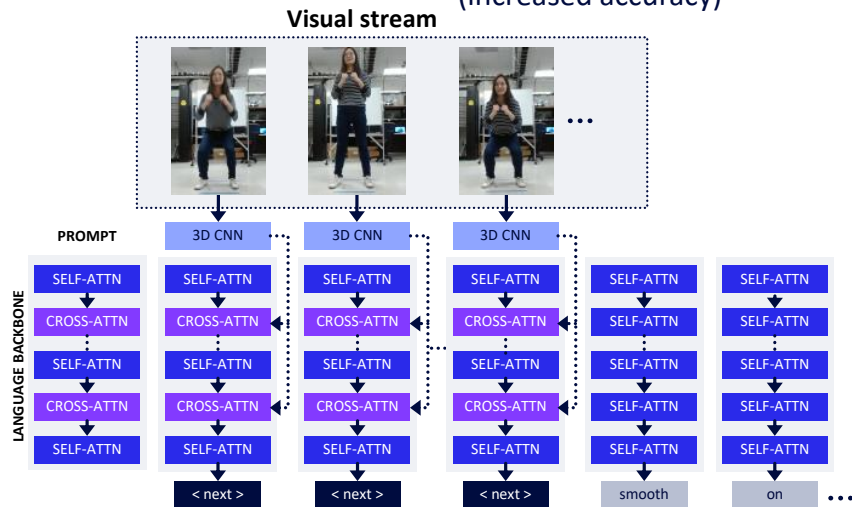 (increased accuracy)
Visual stream
...
PROMPT
3D CNN 3D CNN 3D CNN
LANGUAGE BACKBONE
SELF-ATTN SELF-ATTN SELF-ATTN SELF-ATTN SELF-ATTN SELF-ATTN
CROSS-ATTN CROSS-ATTN CROSS-ATTN CROSS-ATTN SELF-ATTN SELF-ATTN
SELF-ATTN SELF-ATTN SELF-ATTN SELF-ATTN SELF-ATTN SELF-ATTN
CROSS-ATTN CROSS-ATTN CROSS-ATTN CROSS-ATTN SELF-ATTN SELF-ATTN
SELF-ATTN SELF-ATTN SELF-ATTN SELF-ATTN SELF-ATTN SELF-ATTN
< next > < next > < next > smooth on ...